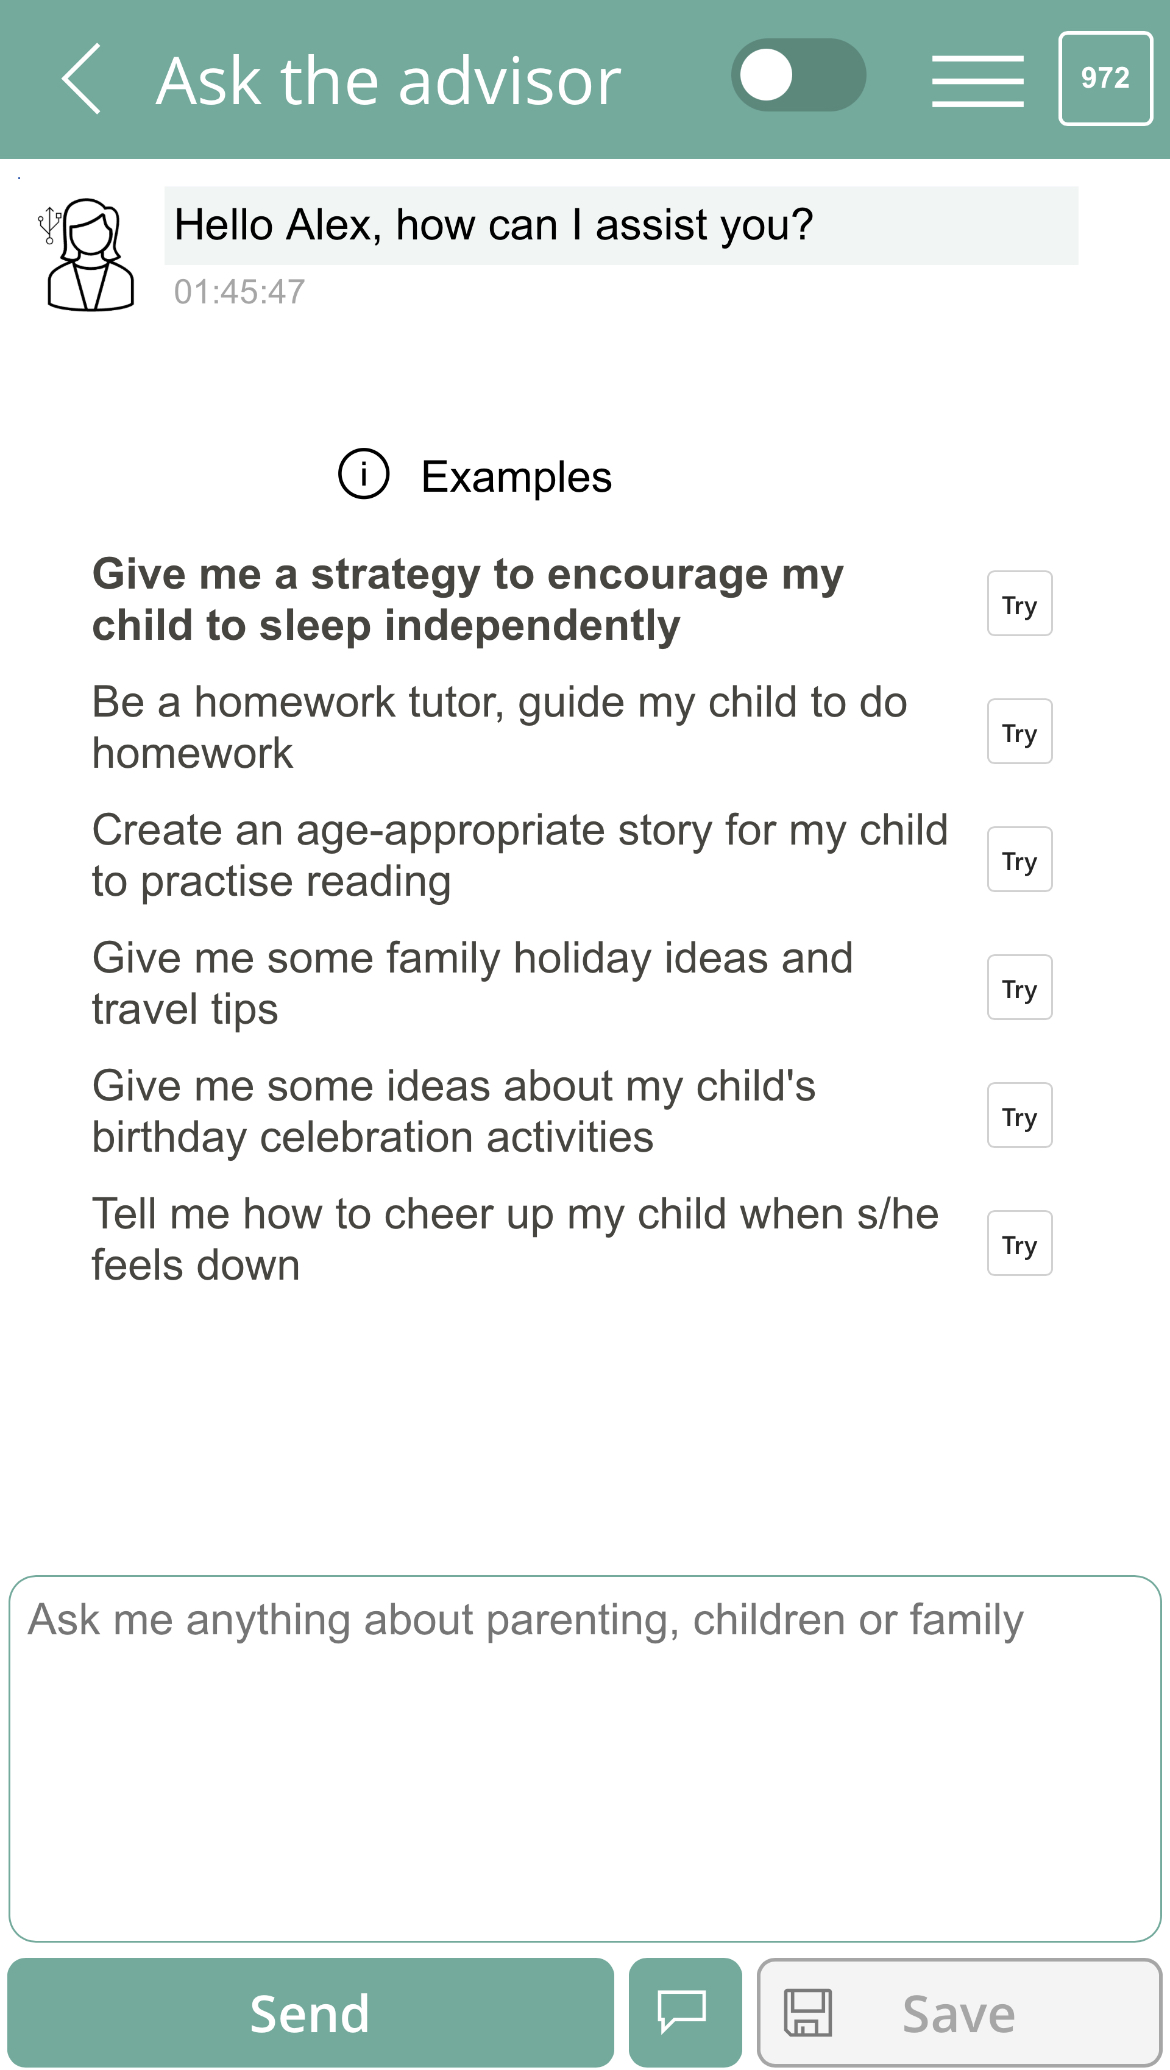 Ask the advisor
972
Hello Alex, how can I assist you?
01:45:47
i Examples
Give me a strategy to encourage my
child to sleep independently
Try
Be a homework tutor, guide my child to do
homework
Try
Create an age-appropriate story for my child
to practise reading
Try
Give me some family holiday ideas and
travel tips
Try
Give me some ideas about my child's
birthday celebration activities
Try
Tell me how to cheer up my child when s/he
feels down
Try
Ask me anything about parenting, children or family
Send
Save